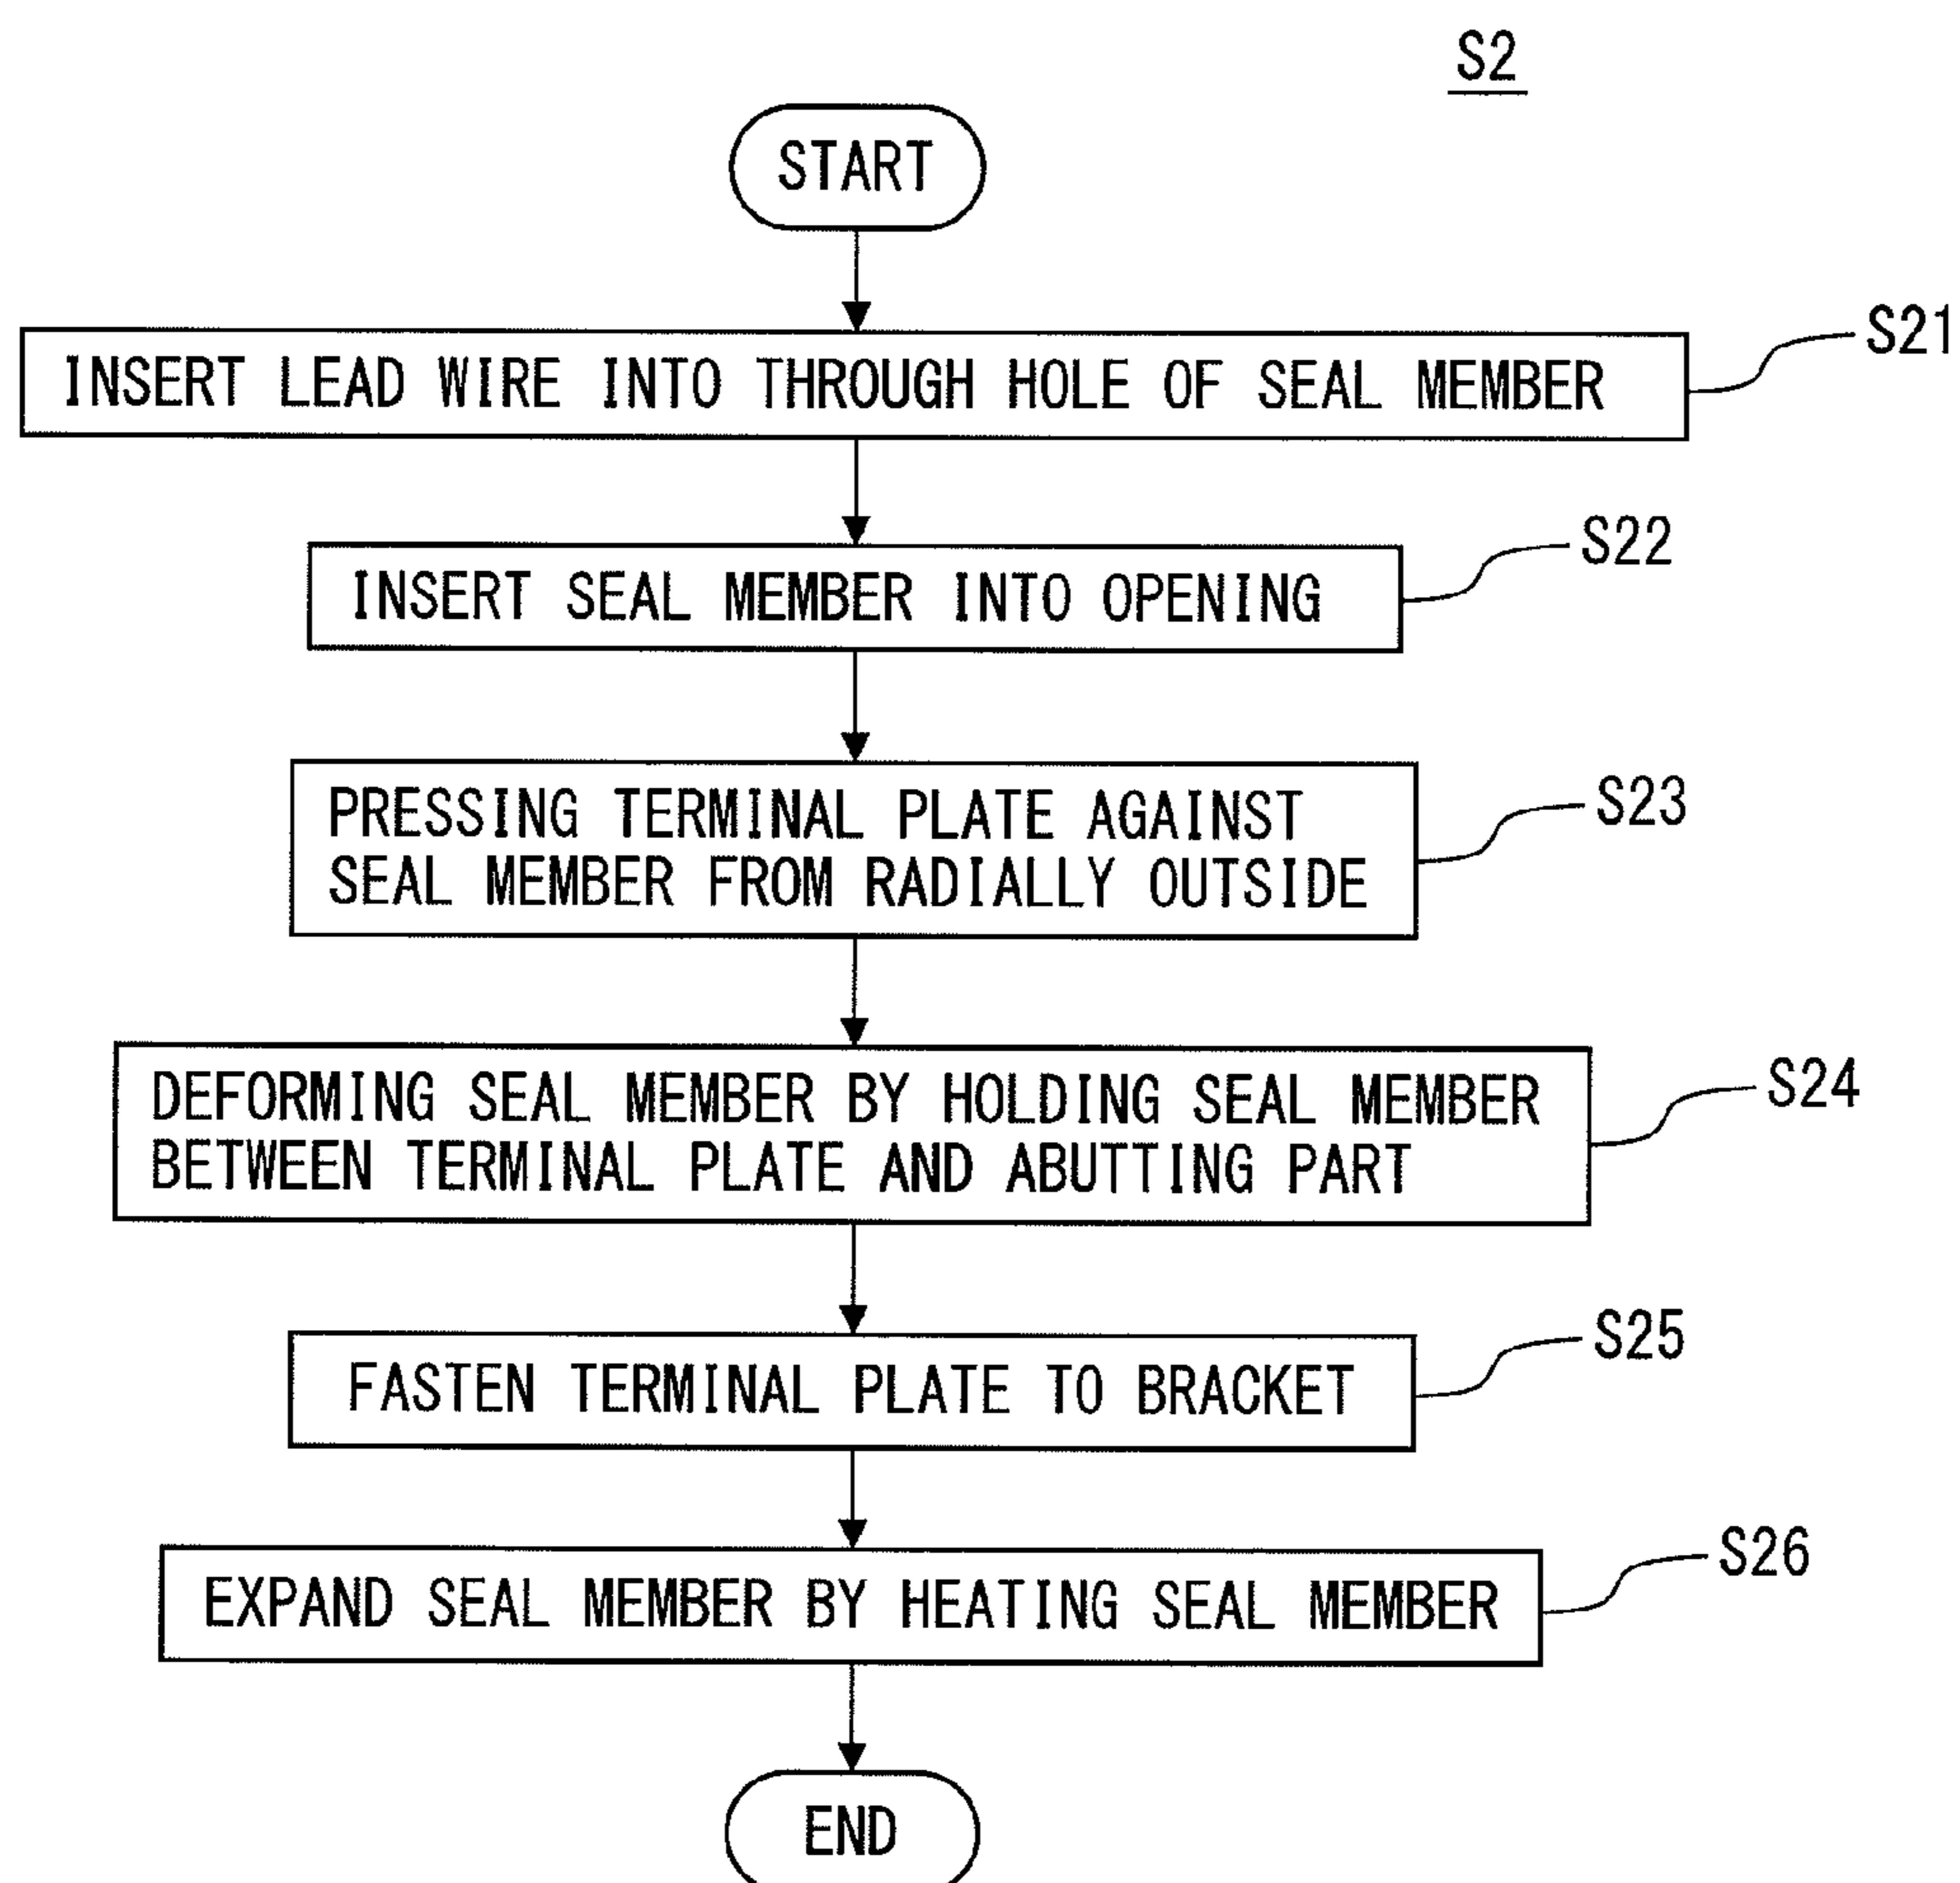 S2
START
INSERT LEAD WIRE INTO THROUGH HOLE OF SEAL MEMBER
S21
INSERT SEAL MEMBER INTO OPENING
S22
PRESSING TERMINAL PLATE AGAINST
SEAL MEMBER FROM RADIALLY OUTSIDE
S23
DEFORMING SEAL MEMBER BY HOLDING SEAL MEMBER
BETWEEN TERMINAL PLATE AND ABUTTING PART
S24
FASTEN TERMINAL PLATE TO BRACKET
S25
EXPAND SEAL MEMBER BY HEATING SEAL MEMBER
S26
END